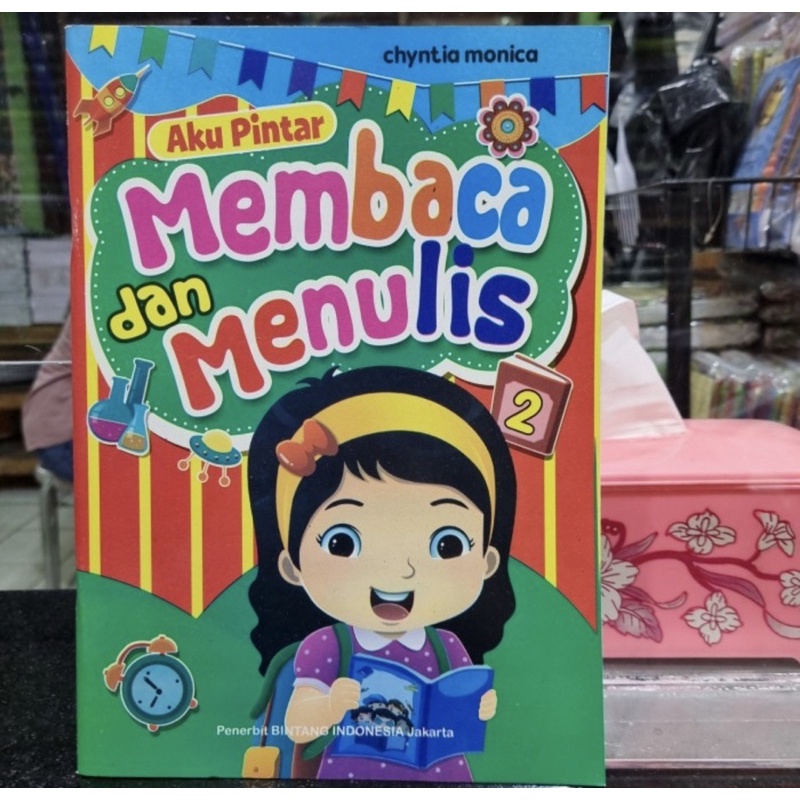 chyntia monica
Aku Pintar
Membaca
dan
Menulis
2
Penerbit BINTANG INDONESIA Jakarta